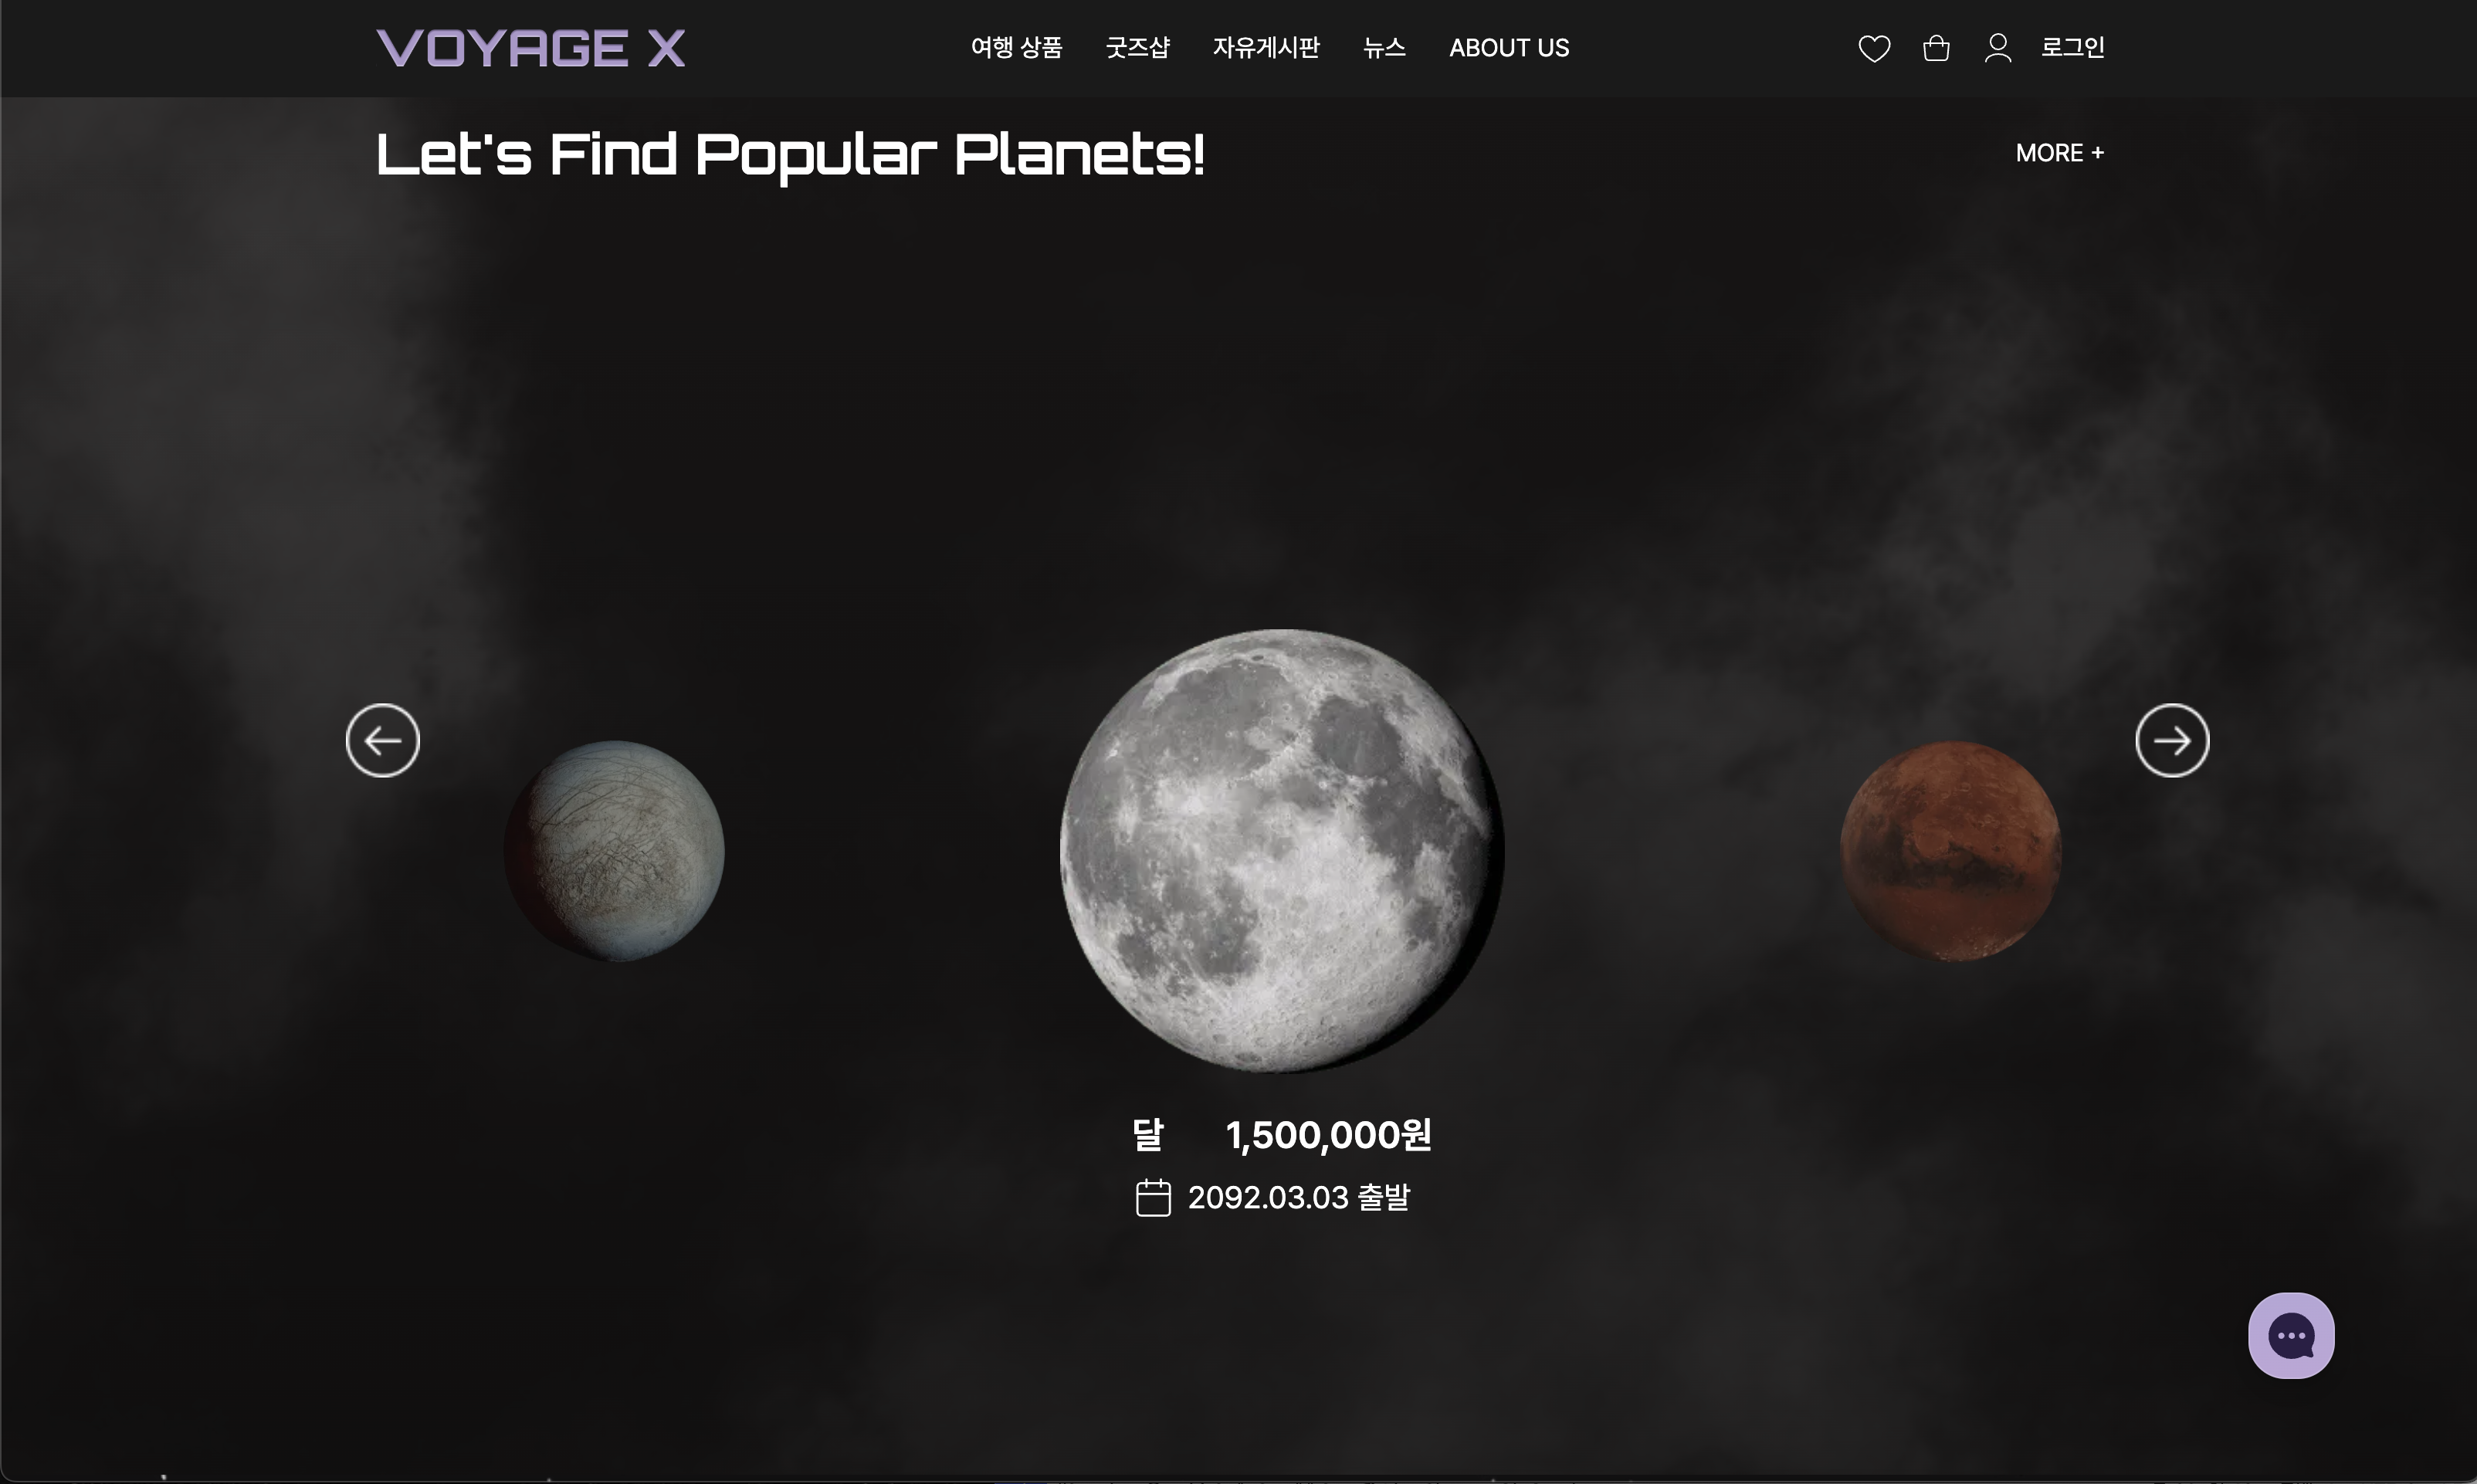 VOYAGE X 여행 상품 굿즈샵 자유게시판 뉴스 ABOUT US 로그인
Let's Find Popular Planets! MORE +
달 1,500,000원
2092.03.03 출발